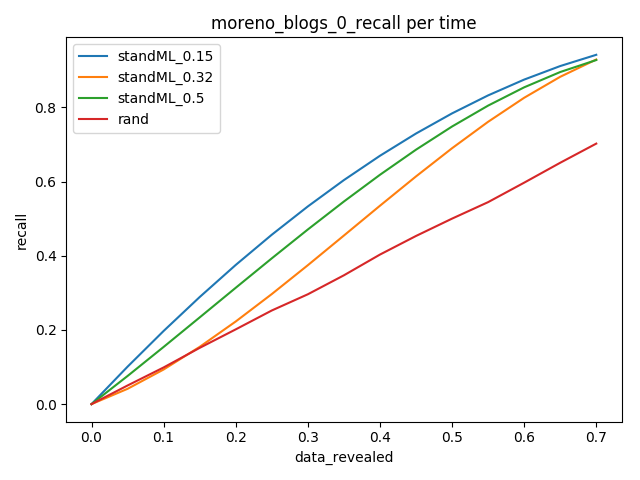 moreno_blogs_0_recall per time
standML_0.15
standML_0.32
standML_0.5
rand
recall
0.8
0.6
0.4
0.2
0.0
0.0 0.1 0.2 0.3 0.4 0.5 0.6 0.7
data_revealed